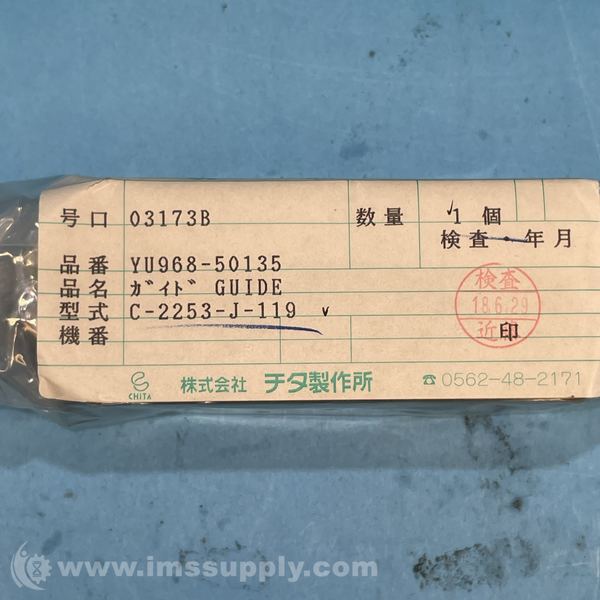 号口 03173B 数量 1 個
検査・年月
品番 YU968-50135
品名 ガイド GUIDE
型式 C-2253-J-119
機番
検査
18.6.29
近
印
CHITA 株式会社 チタ製作所 ☎ 0562-48-2171
www.imssupply.com